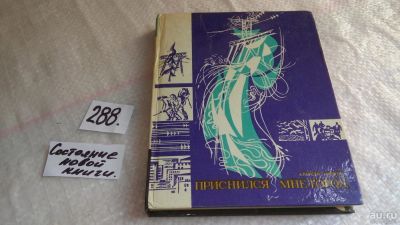 288.
Состояние
новой
книги.
ПРИСНИЛСЯ МНЕ ГОРОД
au.ru